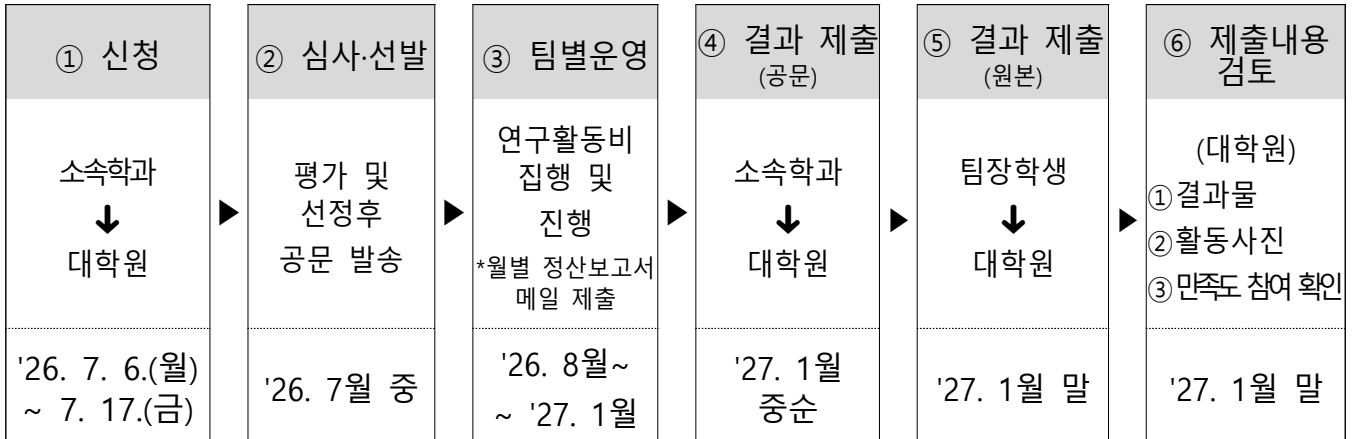 ① 신청
소속학과
↓
대학원
'26. 7. 6.(월)
~ 7. 17.(금)
▶
② 심사·선발
평가 및
선정후
공문 발송
'26. 7월 중
▶
③ 팀별운영
연구활동비
집행 및
진행
*월별 정산보고서
메일 제출
'26. 8월~
~ '27. 1월
▶
④ 결과 제출
(공문)
소속학과
↓
대학원
'27. 1월
중순
▶
⑤ 결과 제출
(원본)
팀장학생
↓
대학원
'27. 1월 말
▶
⑥ 제출내용
검토
(대학원)
①결과물
②활동사진
③만족도 참여 확인
'27. 1월 말